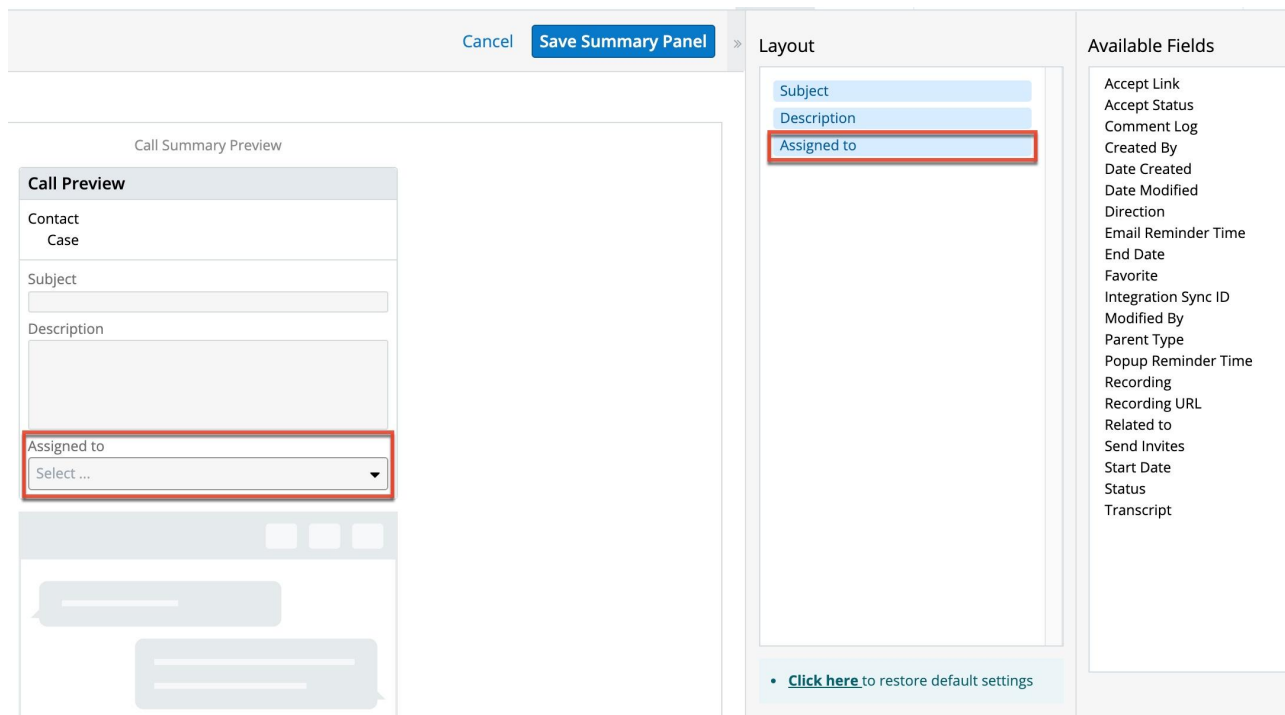 Cancel
Save Summary Panel
»
Layout
Available Fields
Call Summary Preview
Call Preview
Contact
Case
Subject
Description
Assigned to
Select ...
Subject
Description
Assigned to
Click here to restore default settings
Accept Link
Accept Status
Comment Log
Created By
Date Created
Date Modified
Direction
Email Reminder Time
End Date
Favorite
Integration Sync ID
Modified By
Parent Type
Popup Reminder Time
Recording
Recording URL
Related to
Send Invites
Start Date
Status
Transcript